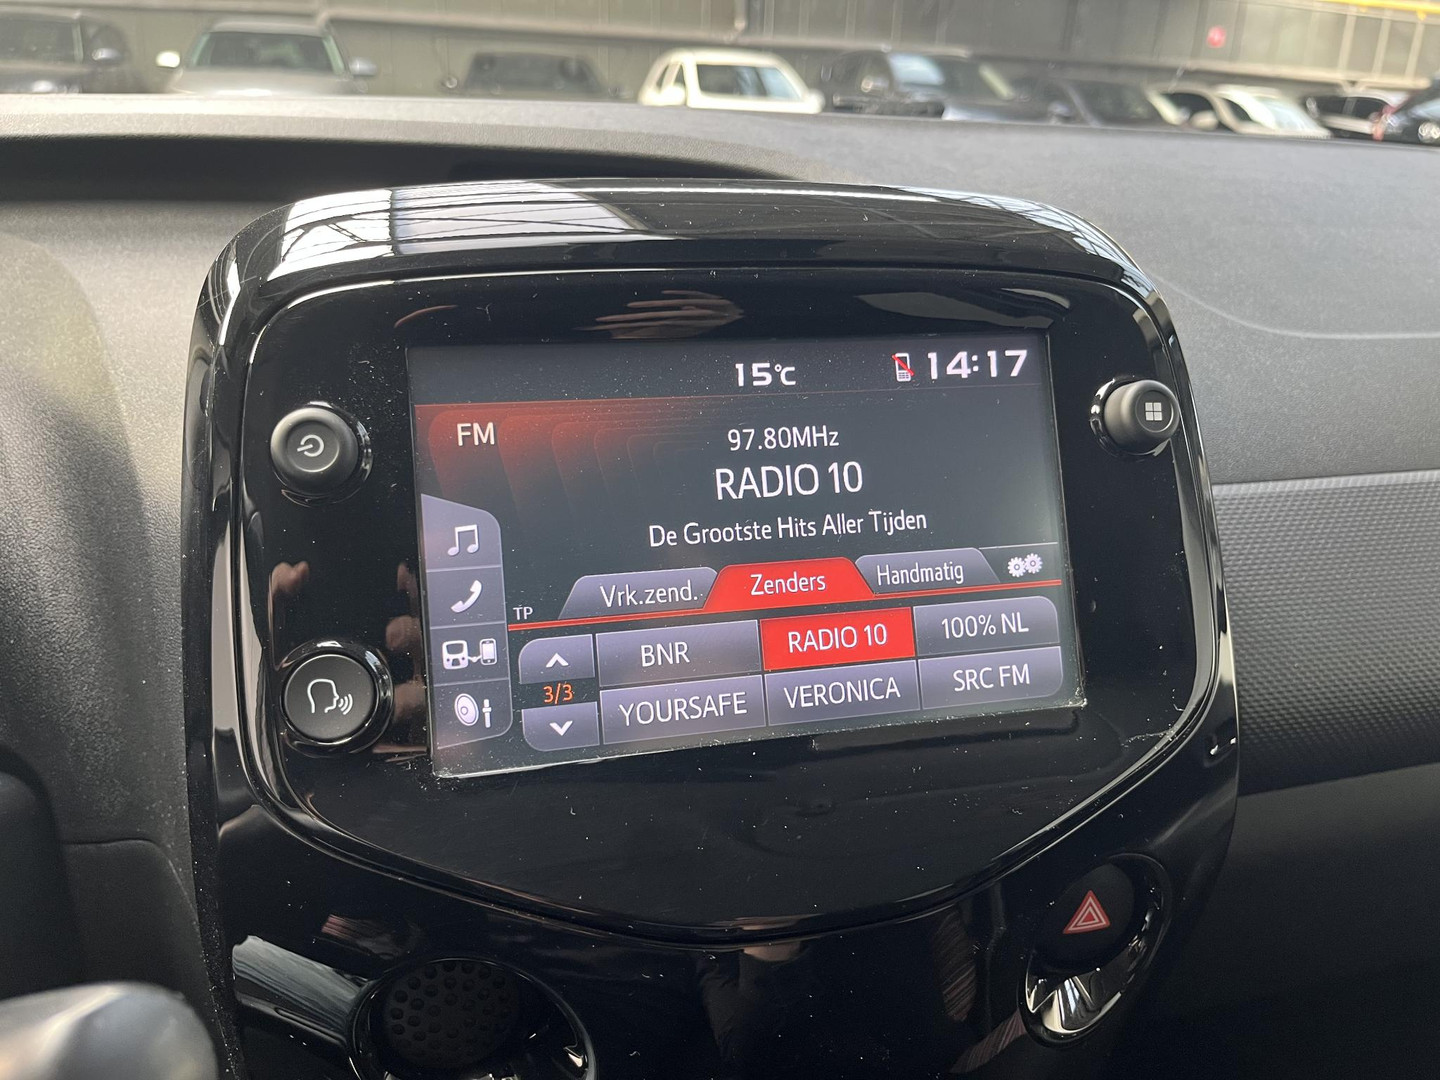 15°C 14:17
FM
97.80MHz
RADIO 10
De Grootste Hits Aller Tijden
TP
Vrk.zend. Zenders Handmatig
BNR RADIO 10 100% NL
3/3
YOURSAFE VERONICA SRC FM